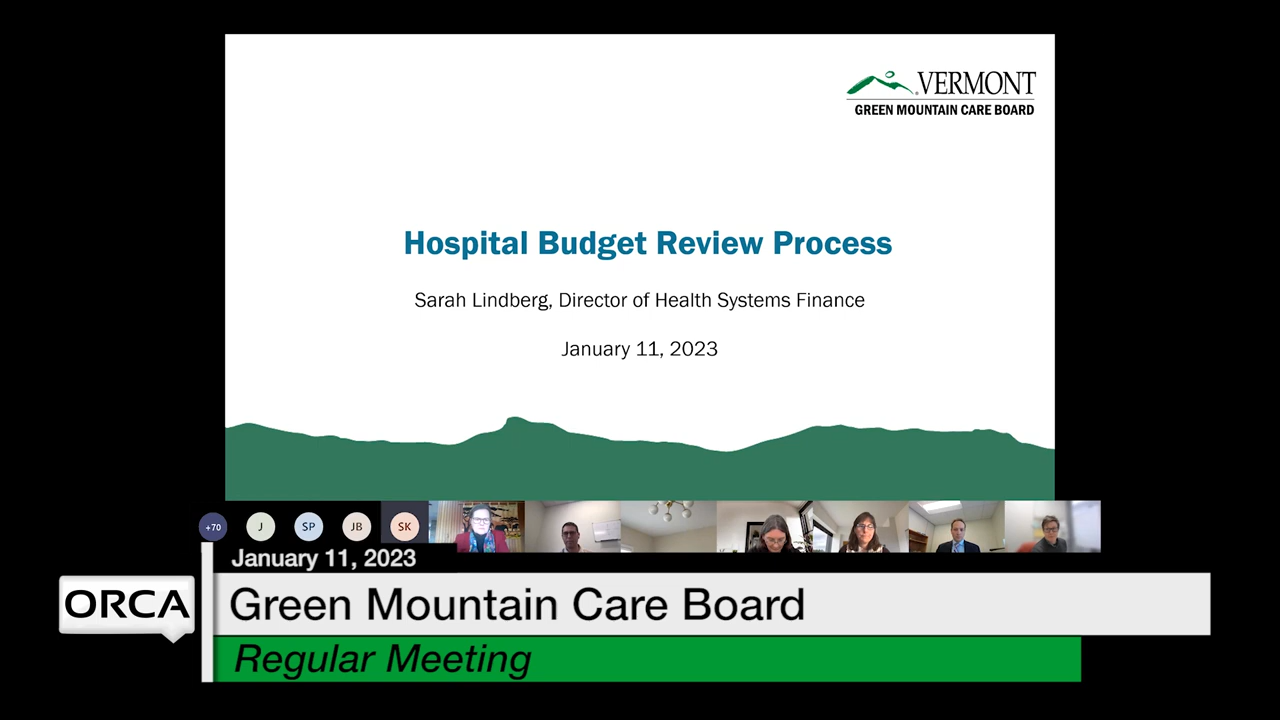 VERMONT
GREEN MOUNTAIN CARE BOARD
Hospital Budget Review Process
Sarah Lindberg, Director of Health Systems Finance
January 11, 2023
+70 J SP JB SK
January 11, 2023
ORCA
Green Mountain Care Board
Regular Meeting